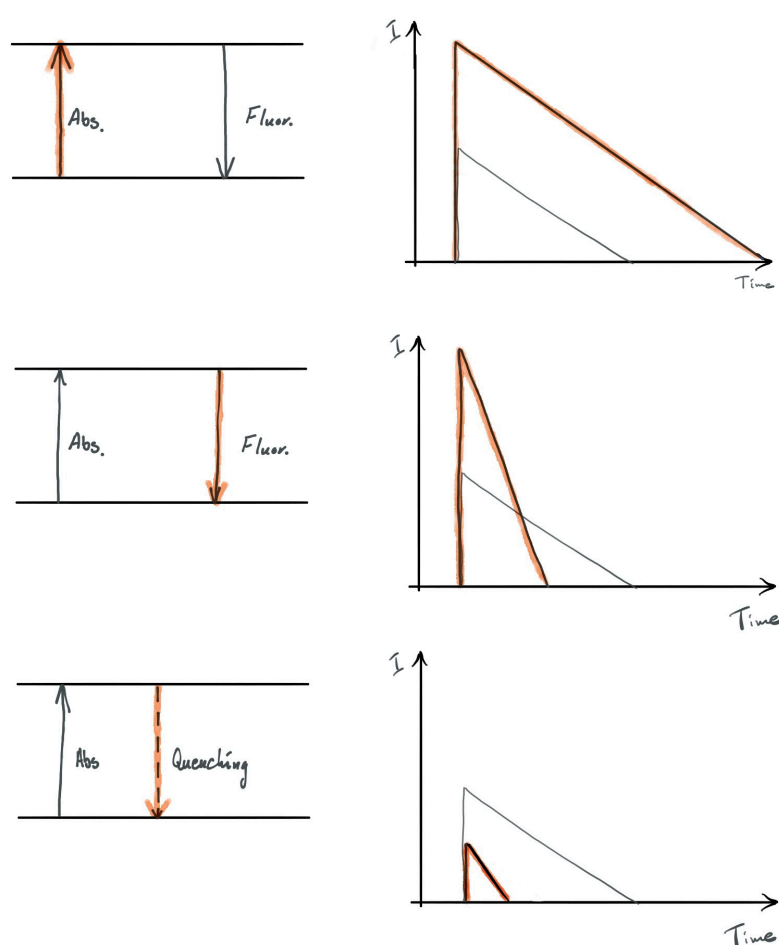 I
Abs.
Fluor.
Time
I
Abs.
Fluor.
Time
I
Abs
Quenching
Time